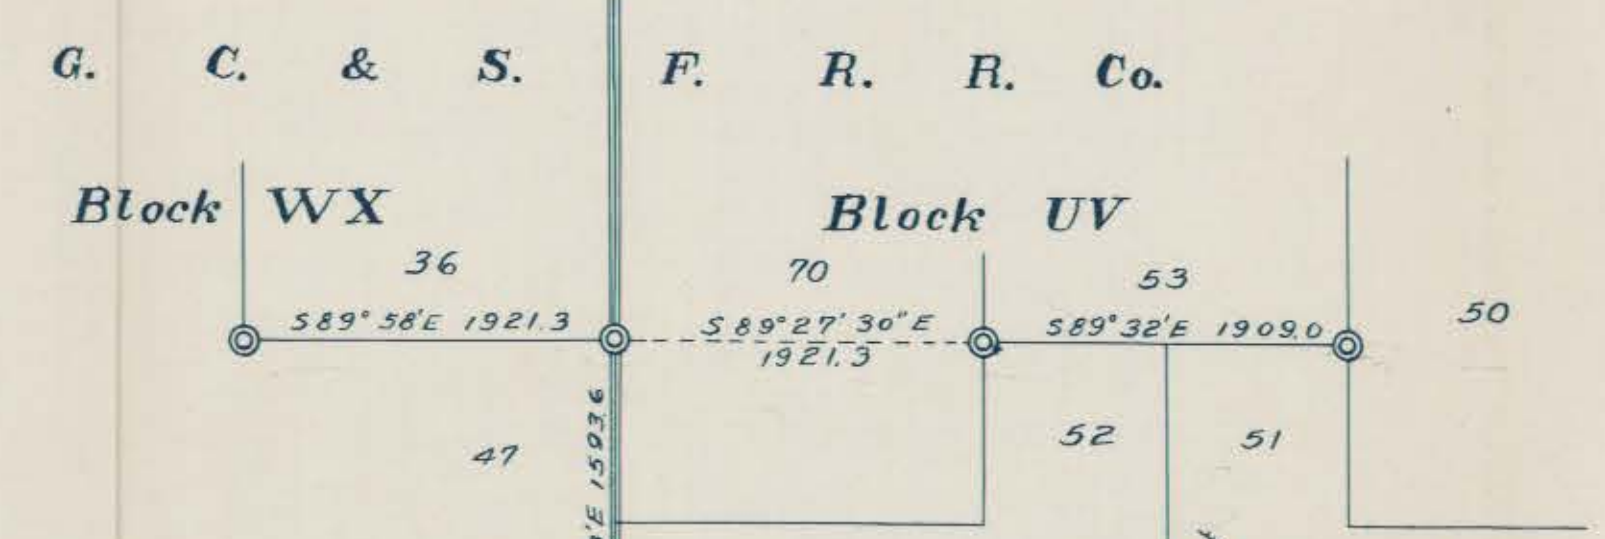 G. C. & S. F. R. R. Co.
Block WX
Block UV
36
70
53
50
S 89° 58' E 1921.3
S 89° 27' 30" E
1921.3
S 89° 32' E 1909.0
47
'E 1593.6
52
51